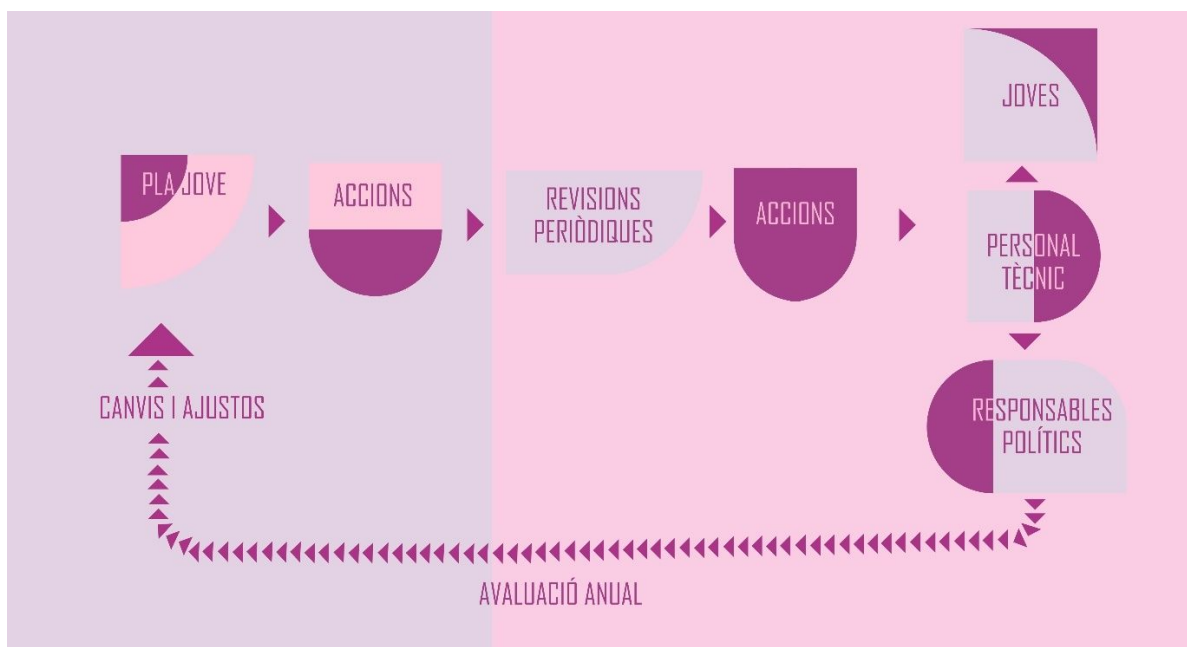 PLA JOVE
ACCIONS
REVISIONS
PERIÒDIQUES
ACCIONS
JOVES
PERSONAL
TÈCNIC
RESPONSABLES
POLÍTICS
CANVIS I AJUSTOS
AVALUACIÓ ANUAL